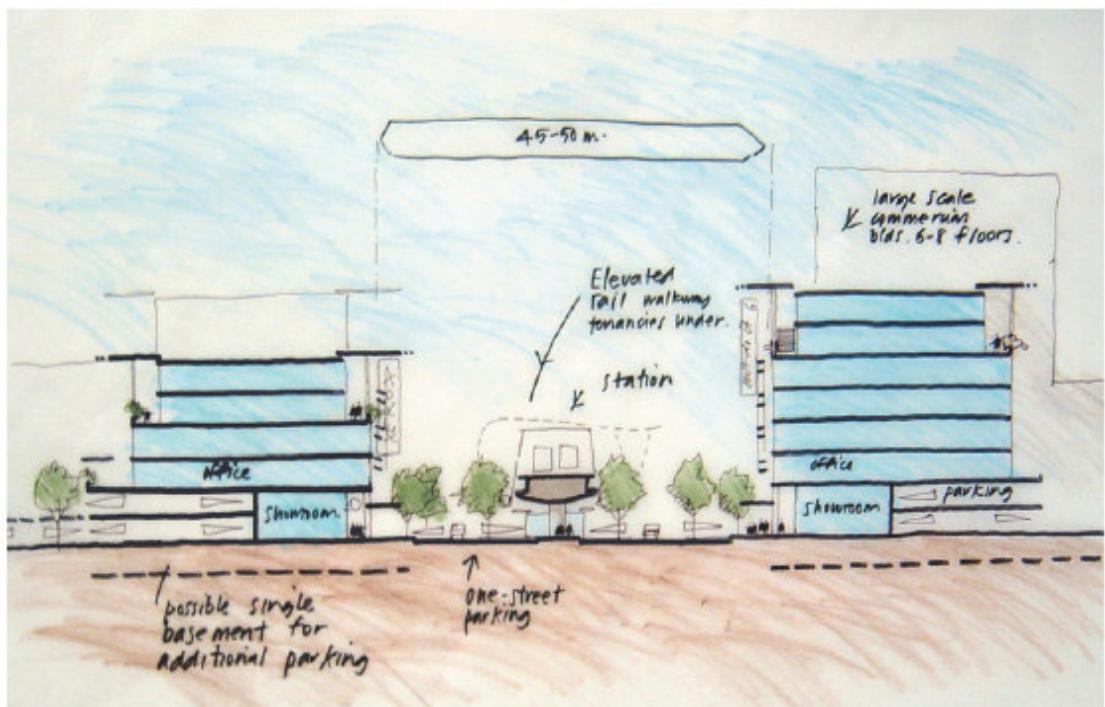 45-50 m.
large scale
commercial
blds. 6-8 floors.
Elevated
rail walkway
tenancies under.
station
office
showroom
office
showroom
parking
one-street
parking
possible single
basement for
additional parking